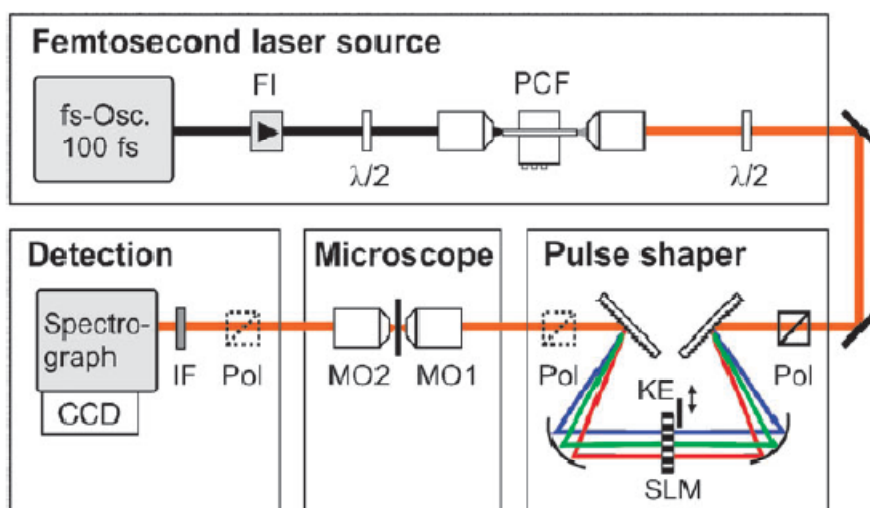 Femtosecond laser source
fs-Osc.
100 fs
FI
λ/2
PCF
λ/2
Detection
Spectro-
graph
CCD
IF
Pol
Microscope
MO2
MO1
Pulse shaper
Pol
KE
SLM
Pol